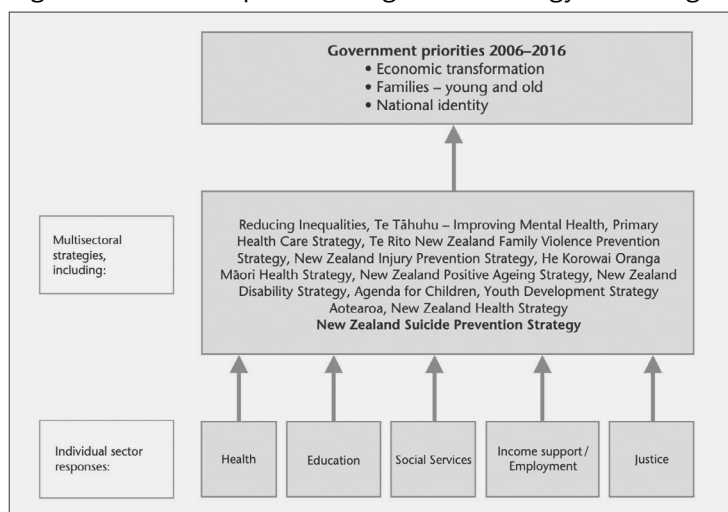 Government priorities 2006–2016
• Economic transformation
• Families – young and old
• National identity
Multisectoral
strategies,
including:
Reducing Inequalities, Te Tāhuhu – Improving Mental Health, Primary
Health Care Strategy, Te Rito New Zealand Family Violence Prevention
Strategy, New Zealand Injury Prevention Strategy, He Korowai Oranga
Māori Health Strategy, New Zealand Positive Ageing Strategy, New Zealand
Disability Strategy, Agenda for Children, Youth Development Strategy
Aotearoa, New Zealand Health Strategy
New Zealand Suicide Prevention Strategy
Individual sector
responses:
Health
Education
Social Services
Income support /
Employment
Justice